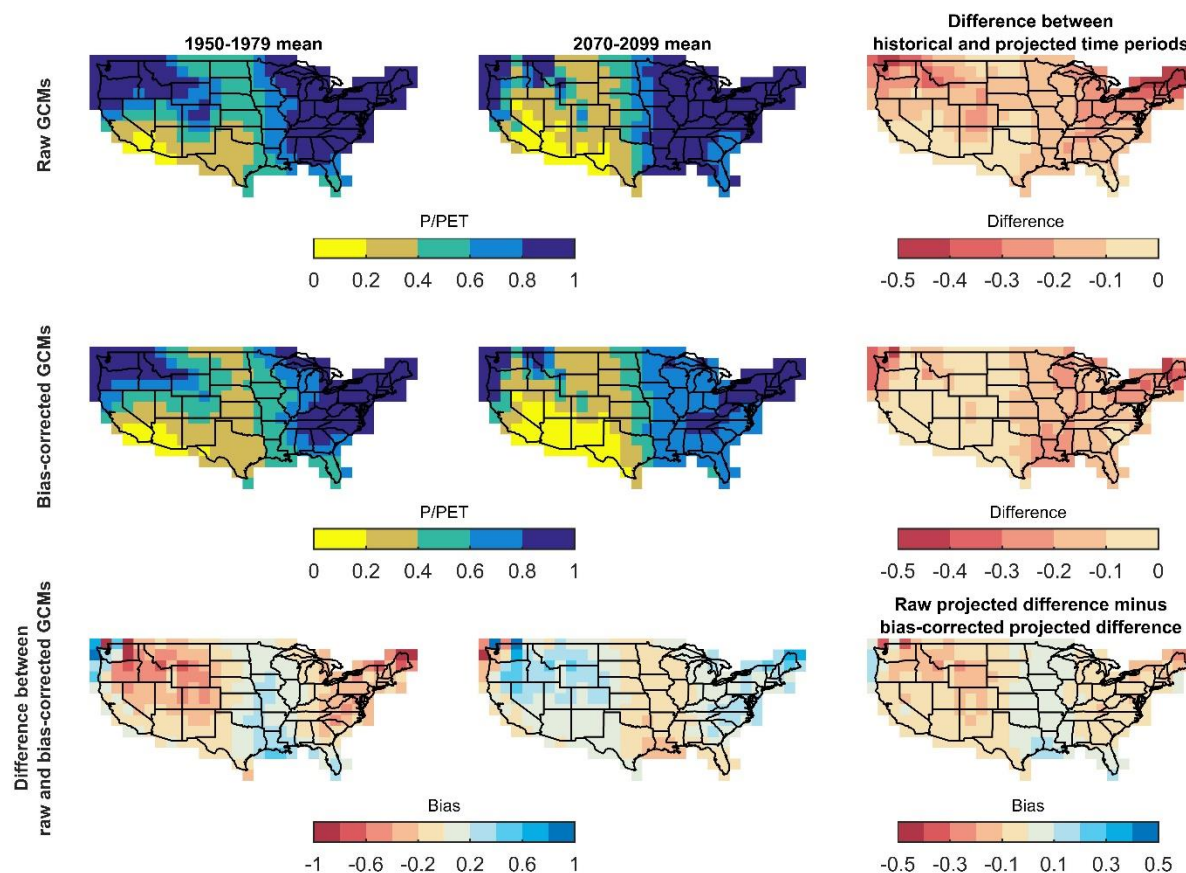 1950-1979 mean
2070-2099 mean
Difference between
historical and projected time periods
Raw GCMs
P/PET
0 0.2 0.4 0.6 0.8 1
Difference
-0.5 -0.4 -0.3 -0.2 -0.1 0
Bias-corrected GCMs
P/PET
0 0.2 0.4 0.6 0.8 1
Difference
-0.5 -0.4 -0.3 -0.2 -0.1 0
Difference between
raw and bias-corrected GCMs
Raw projected difference minus
bias-corrected projected difference
Bias
-1 -0.6 -0.2 0.2 0.6 1
Bias
-0.5 -0.3 -0.1 0.1 0.3 0.5